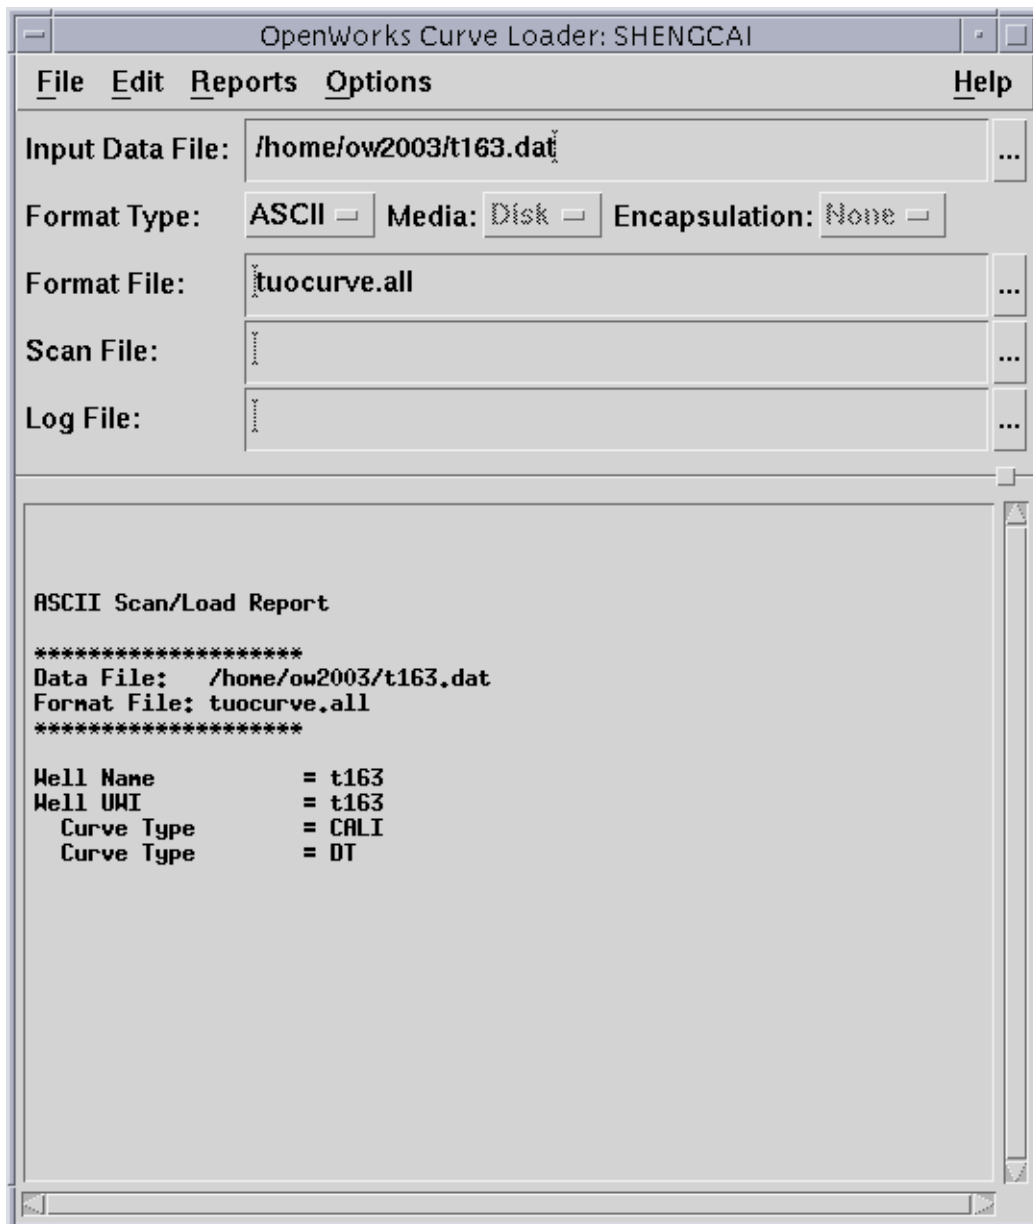 OpenWorks Curve Loader: SHENGCAI
File Edit Reports Options Help
Input Data File: /home/ow2003/t163.dat ...
Format Type: ASCII Media: Disk Encapsulation: None
Format File: tuocurve.all ...
Scan File: ...
Log File: ...
ASCII Scan/Load Report
********************
Data File: /home/ow2003/t163.dat
Format File: tuocurve.all
********************
Well Name = t163
Well UWI = t163
Curve Type = CALI
Curve Type = DT